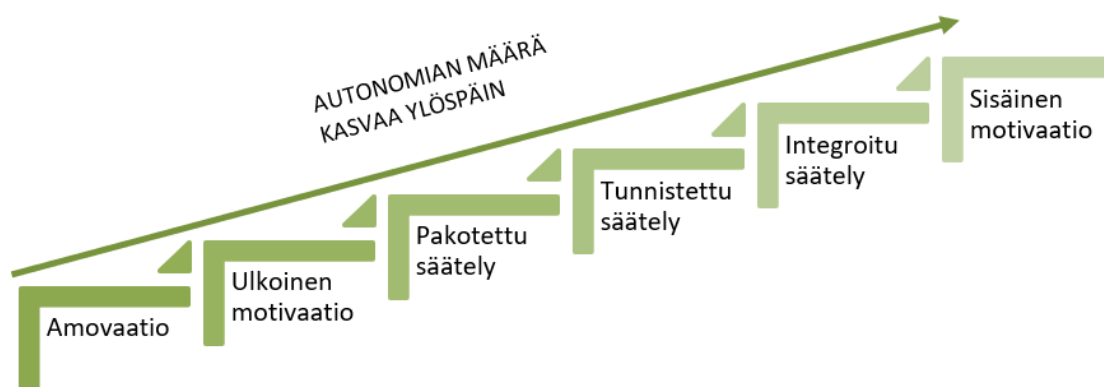 AUTONOMIAN MÄÄRÄ
KASVAA YLÖSPÄIN
Amovaatio
Ulkoinen
motivaatio
Pakotettu
säätely
Tunnistettu
säätely
Integroitu
säätely
Sisäinen
motivaatio